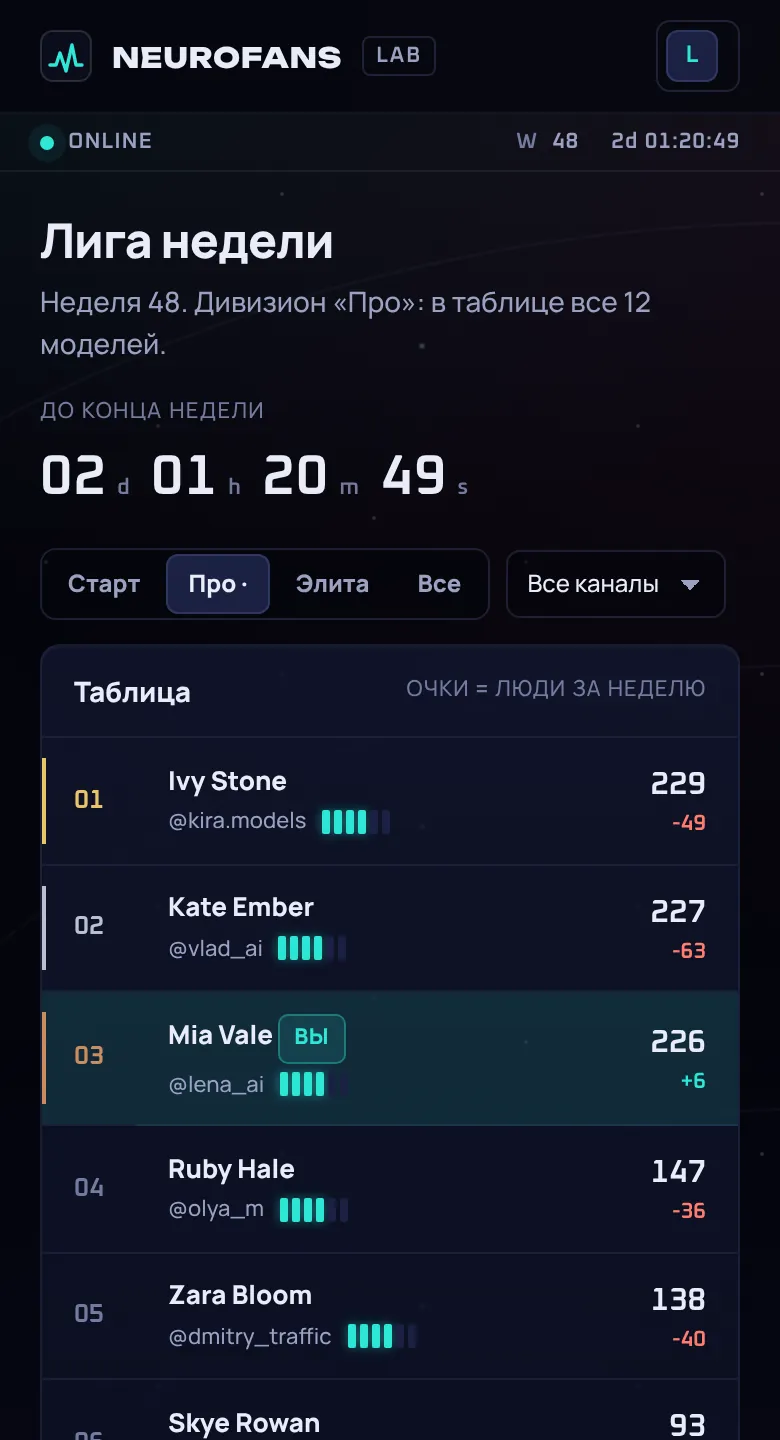 NEUROFANS LAB L
ONLINE W 48 2d 01:20:49
Лига недели
Неделя 48. Дивизион «Про»: в таблице все 12
моделей.
ДО КОНЦА НЕДЕЛИ
02 d 01 h 20 m 49 s
Старт Про · Элита Все Все каналы
Таблица ОЧКИ = ЛЮДИ ЗА НЕДЕЛЮ
01 Ivy Stone 229
@kira.models -49
02 Kate Ember 227
@vlad_ai -63
03 Mia Vale ВЫ 226
@lena_ai +6
04 Ruby Hale 147
@olya_m -36
05 Zara Bloom 138
@dmitry_traffic -40
06 Skye Rowan 93